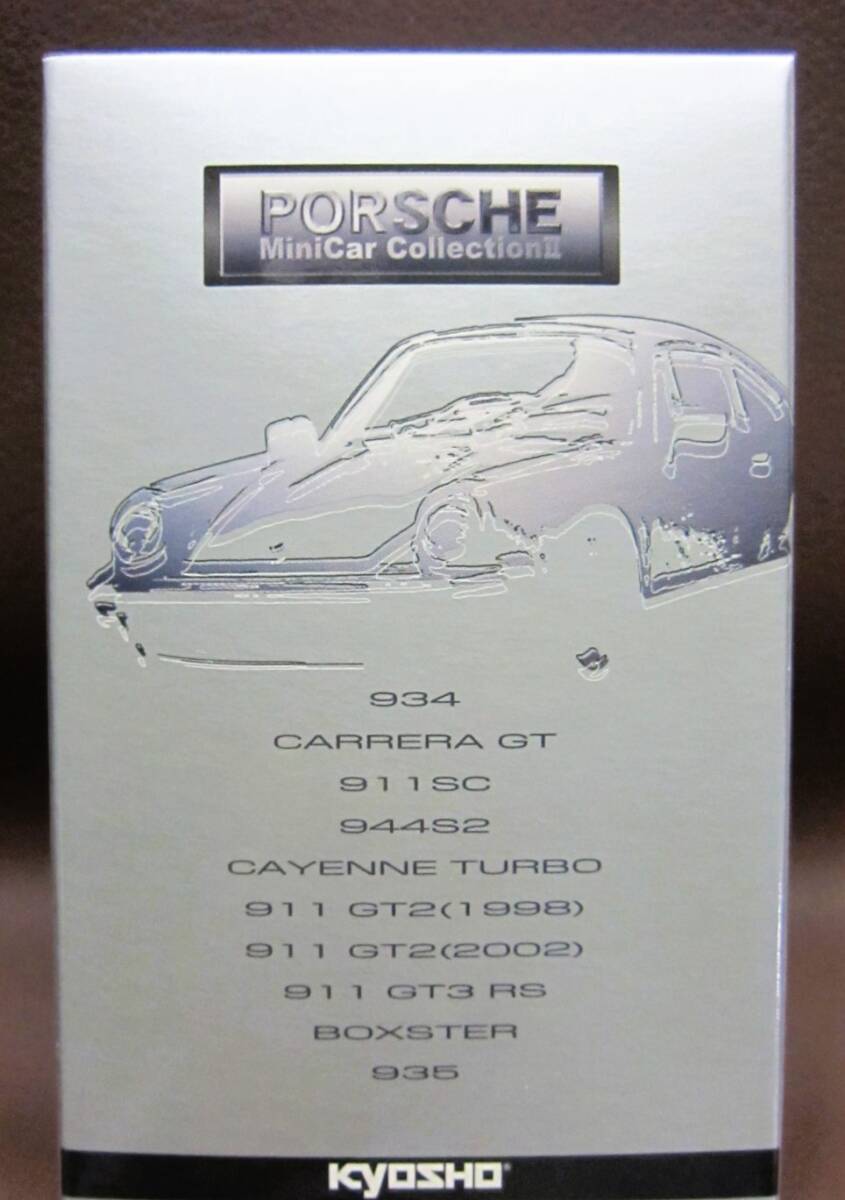 PORSCHE
MiniCar CollectionⅡ
934
CARRERA GT
911SC
944S2
CAYENNE TURBO
911 GT2(1998)
911 GT2(2002)
911 GT3 RS
BOXSTER
935
KYOSHO